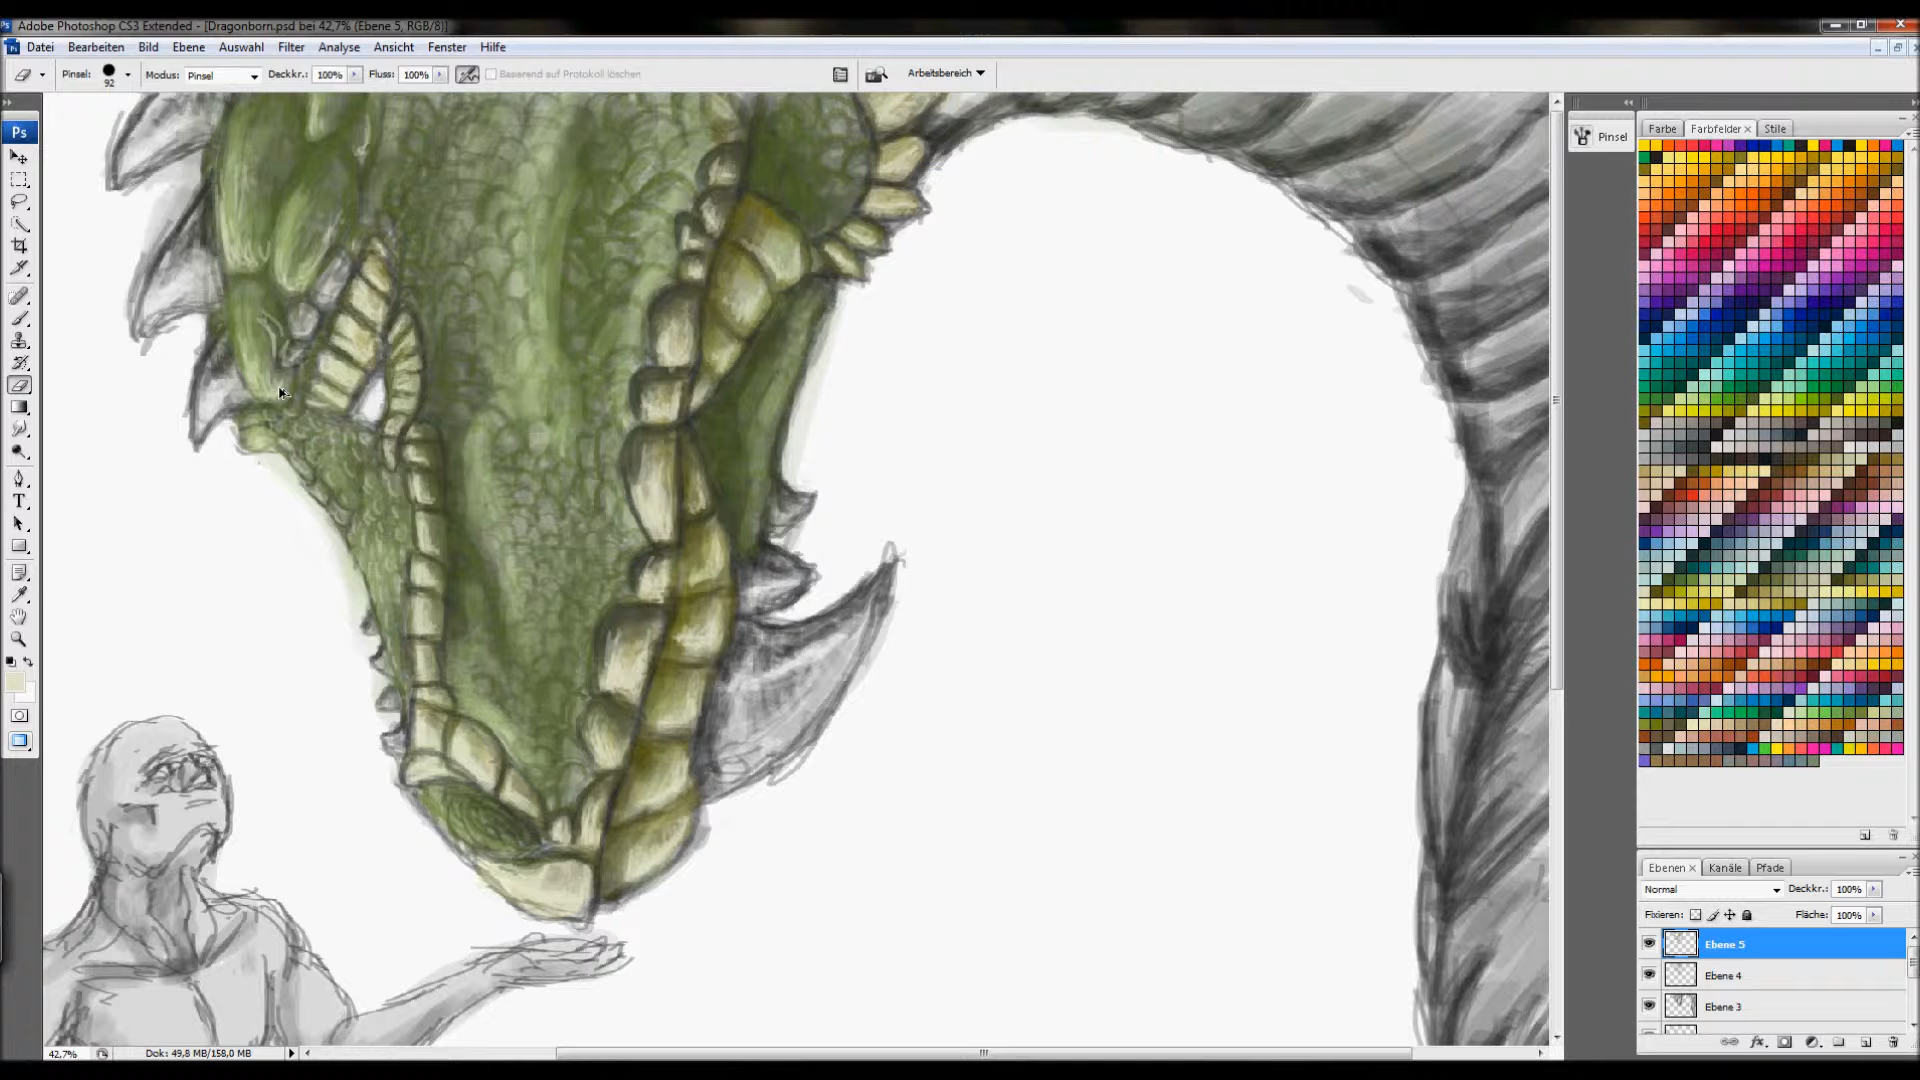 Adobe Photoshop CS3 Extended - [Dragonborn.psd bei 42,7% (Ebene 5, RGB/8)]
Datei Bearbeiten Bild Ebene Auswahl Filter Analyse Ansicht Fenster Hilfe
Pinsel: 92 Modus: Pinsel Deckkr.: 100% Fluss: 100% Basierend auf Protokoll löschen Arbeitsbereich
Ps
Pinsel
Farbe Farbfelder Stile
T
Ebenen Kanäle Pfade
Normal Deckkr.: 100%
Fixieren: Fläche: 100%
Ebene 5
Ebene 4
Ebene 3
fx
42,7% Dok: 49,8 MB/158,0 MB